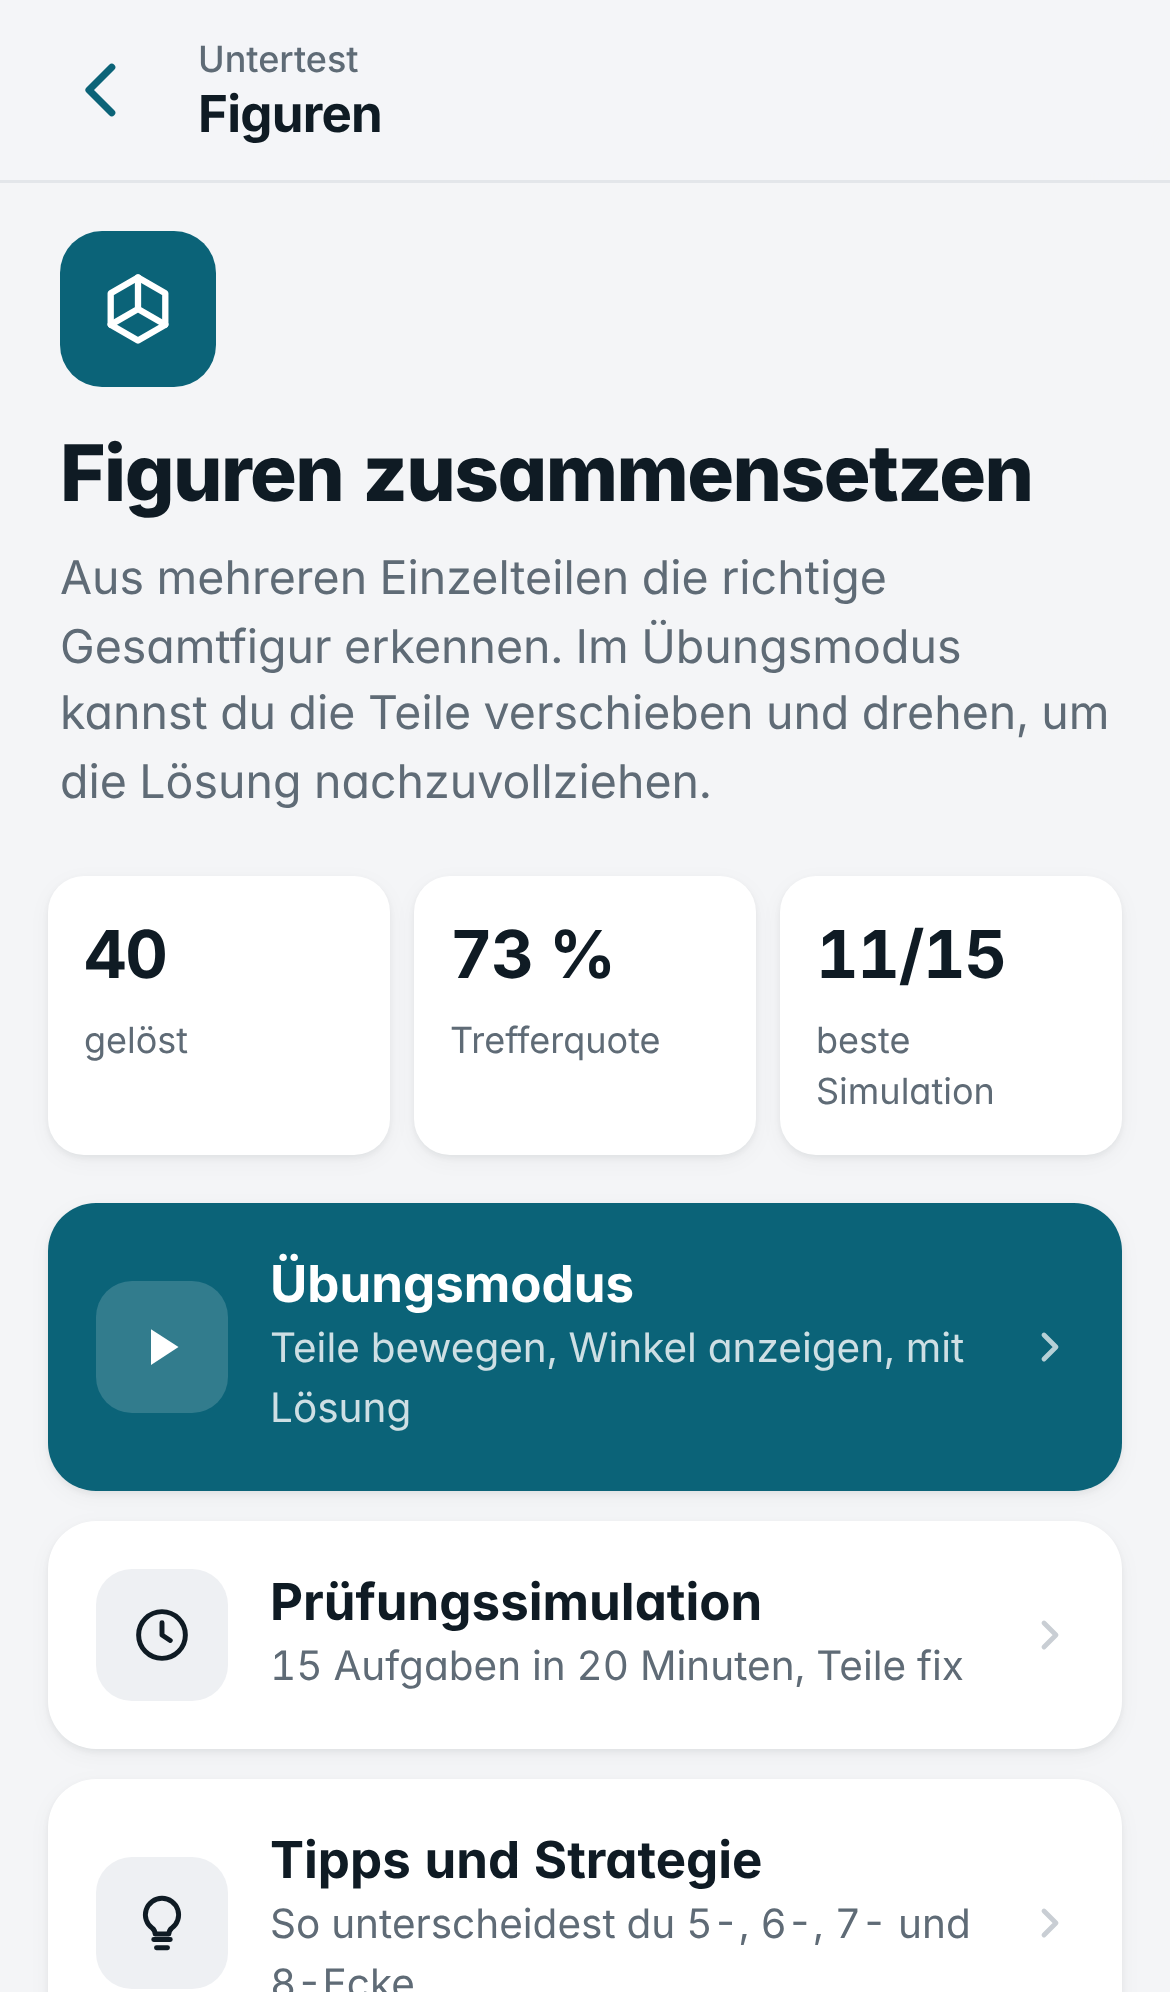 Untertest
Figuren
Figuren zusammensetzen
Aus mehreren Einzelteilen die richtige
Gesamtfigur erkennen. Im Übungsmodus
kannst du die Teile verschieben und drehen, um
die Lösung nachzuvollziehen.
40
gelöst
73 %
Trefferquote
11/15
beste
Simulation
Übungsmodus
Teile bewegen, Winkel anzeigen, mit
Lösung
Prüfungssimulation
15 Aufgaben in 20 Minuten, Teile fix
Tipps und Strategie
So unterscheidest du 5-, 6-, 7- und
8-Ecke